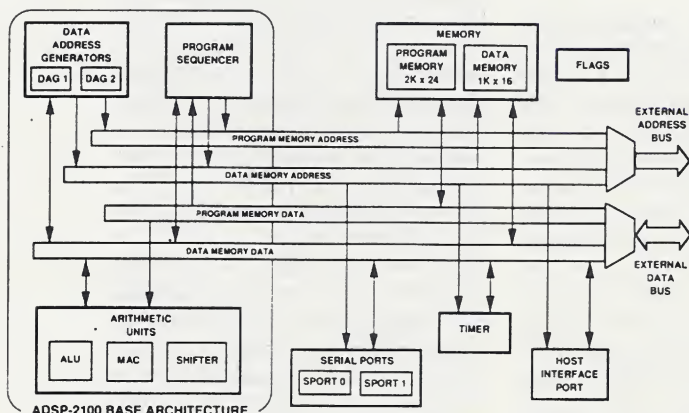 DATA
ADDRESS
GENERATORS
DAG 1
DAG 2
PROGRAM
SEQUENCER
MEMORY
PROGRAM
MEMORY
2K x 24
DATA
MEMORY
1K x 16
FLAGS
EXTERNAL
ADDRESS
BUS
PROGRAM MEMORY ADDRESS
DATA MEMORY ADDRESS
PROGRAM MEMORY DATA
DATA MEMORY DATA
EXTERNAL
DATA
BUS
ARITHMETIC
UNITS
ALU
MAC
SHIFTER
SERIAL PORTS
SPORT 0
SPORT 1
TIMER
HOST
INTERFACE
PORT
ADSP-2100 BASE ARCHITECTURE